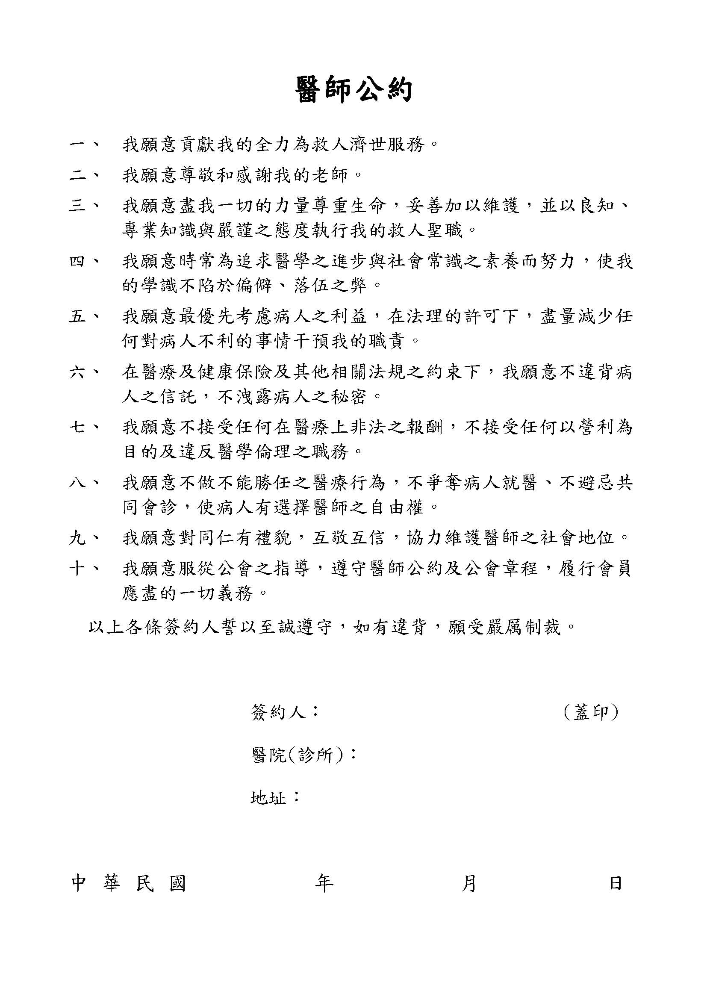 醫師公約
一、 我願意貢獻我的全力為救人濟世服務。
二、 我願意尊敬和感謝我的老師。
三、 我願意盡我一切的力量尊重生命，妥善加以維護，並以良知、
專業知識與嚴謹之態度執行我的救人聖職。
四、 我願意時常為追求醫學之進步與社會常識之素養而努力，使我
的學識不陷於偏僻、落伍之弊。
五、 我願意最優先考慮病人之利益，在法理的許可下，盡量減少任
何對病人不利的事情干預我的職責。
六、 在醫療及健康保險及其他相關法規之約束下，我願意不違背病
人之信託，不洩露病人之秘密。
七、 我願意不接受任何在醫療上非法之報酬，不接受任何以營利為
目的及違反醫學倫理之職務。
八、 我願意不做不能勝任之醫療行為，不爭奪病人就醫、不避忌共
同會診，使病人有選擇醫師之自由權。
九、 我願意對同仁有禮貌，互敬互信，協力維護醫師之社會地位。
十、 我願意服從公會之指導，遵守醫師公約及公會章程，履行會員
應盡的一切義務。
以上各條簽約人誓以至誠遵守，如有違背，願受嚴厲制裁。
簽約人： （蓋印）
醫院(診所)：
地址：
中 華 民 國 年 月 日